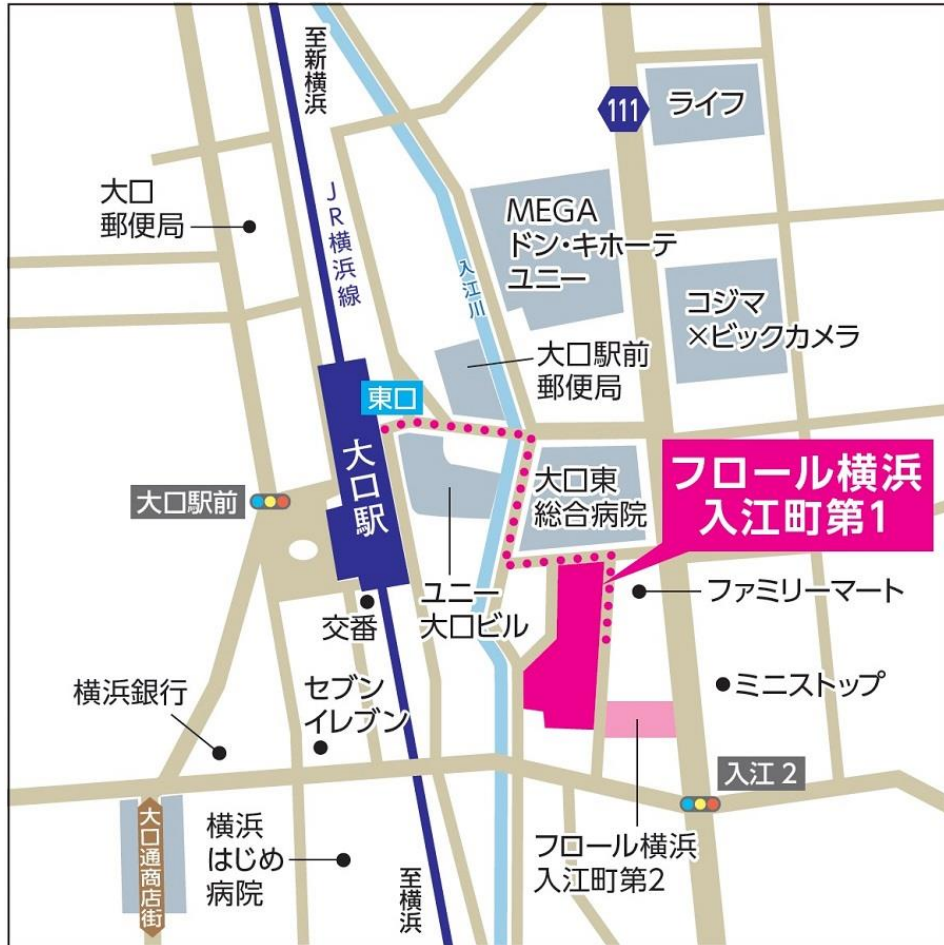 至新横浜
111
ライフ
大口
郵便局
JR横浜線
入江川
MEGA
ドン・キホーテ
ユニー
コジマ
×ビックカメラ
大口駅前
郵便局
東口
大口駅
大口駅前
大口東
総合病院
フロール横浜
入江町第1
ユニー
大口ビル
交番
ファミリーマート
横浜銀行
セブン
イレブン
ミニストップ
入江 2
大口通商店街
横浜
はじめ
病院
至横浜
フロール横浜
入江町第2